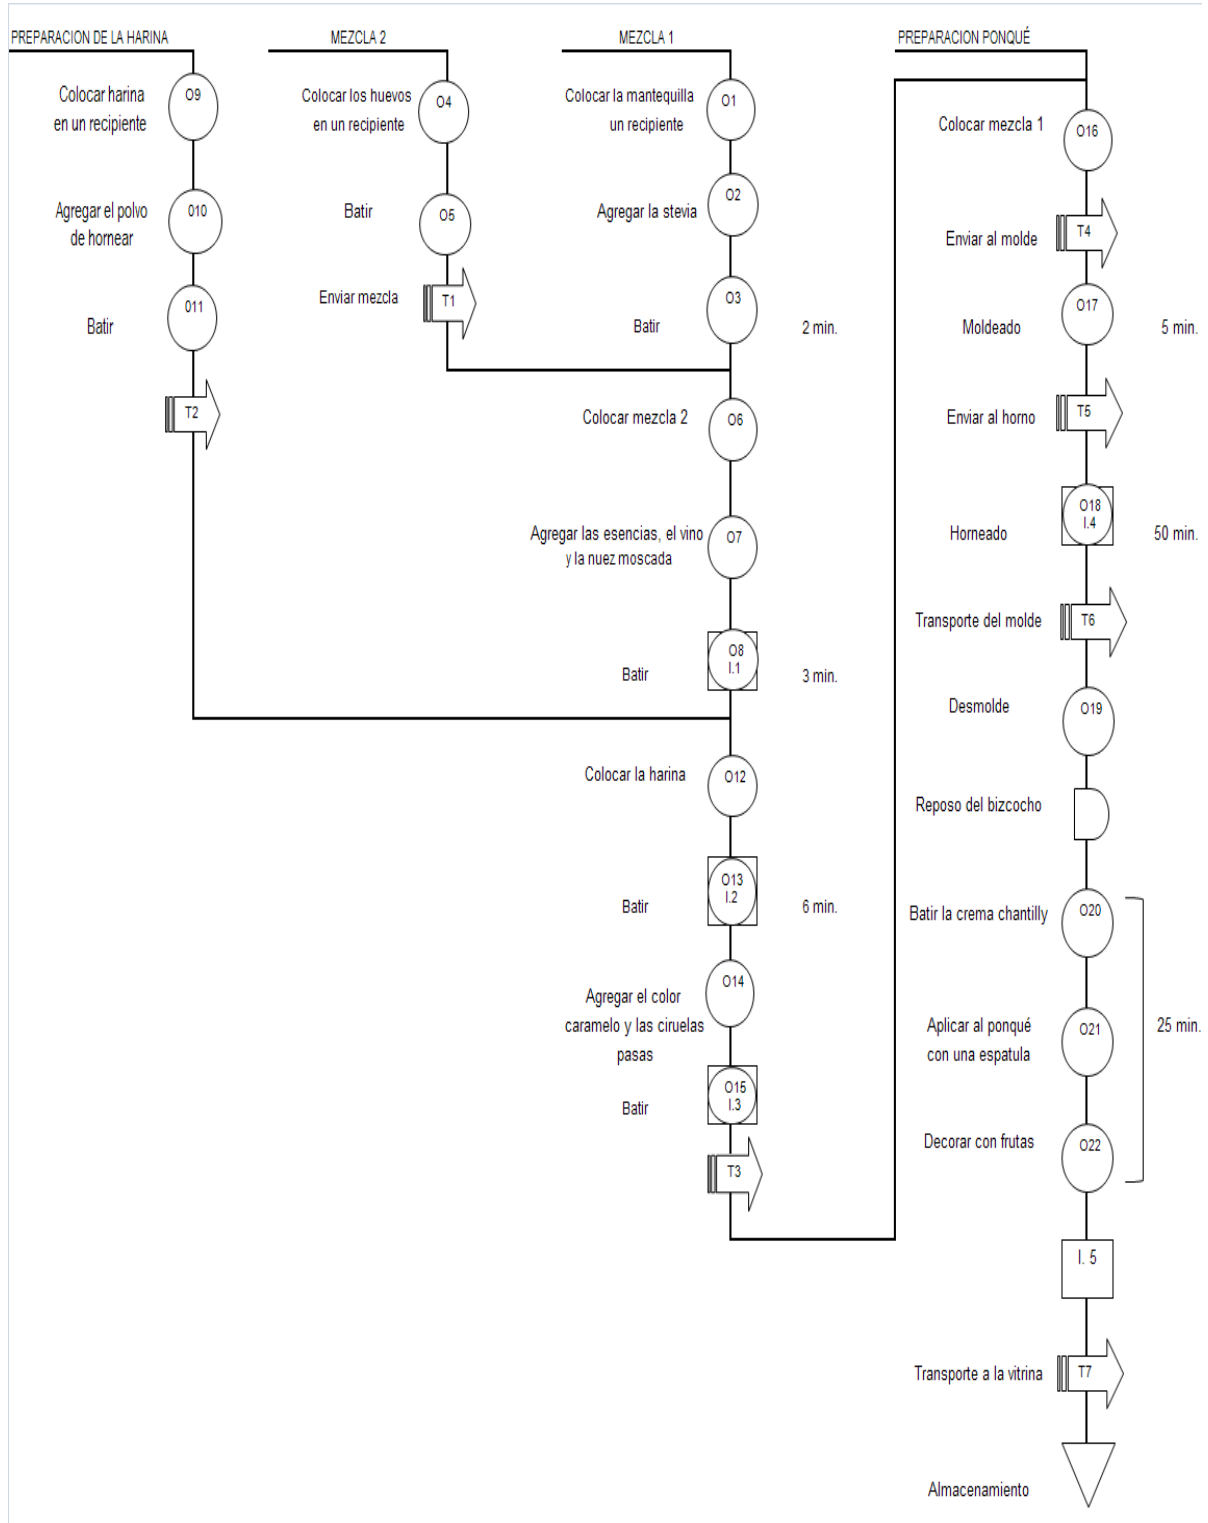 PREPARACION DE LA HARINA
O9
Colocar harina
en un recipiente
010
Agregar el polvo
de hornear
011
Batir
T2
MEZCLA 2
O4
Colocar los huevos
en un recipiente
O5
Batir
Enviar mezcla
T1
MEZCLA 1
O1
Colocar la mantequilla
un recipiente
O2
Agregar la stevia
O3
Batir
2 min.
Colocar mezcla 2
O6
Agregar las esencias, el vino
y la nuez moscada
O7
O8
I.1
Batir
3 min.
Colocar la harina
O12
O13
I.2
Batir
6 min.
O14
Agregar el color
caramelo y las ciruelas
pasas
O15
I.3
Batir
T3
PREPARACION PONQUÉ
Colocar mezcla 1
O16
Enviar al molde
T4
O17
Moldeado
5 min.
Enviar al horno
T5
O18
I.4
Horneado
50 min.
Transporte del molde
T6
Desmolde
O19
Reposo del bizcocho
Batir la crema chantilly
O20
Aplicar al ponqué
con una espatula
O21
25 min.
Decorar con frutas
O22
I. 5
Transporte a la vitrina
T7
Almacenamiento